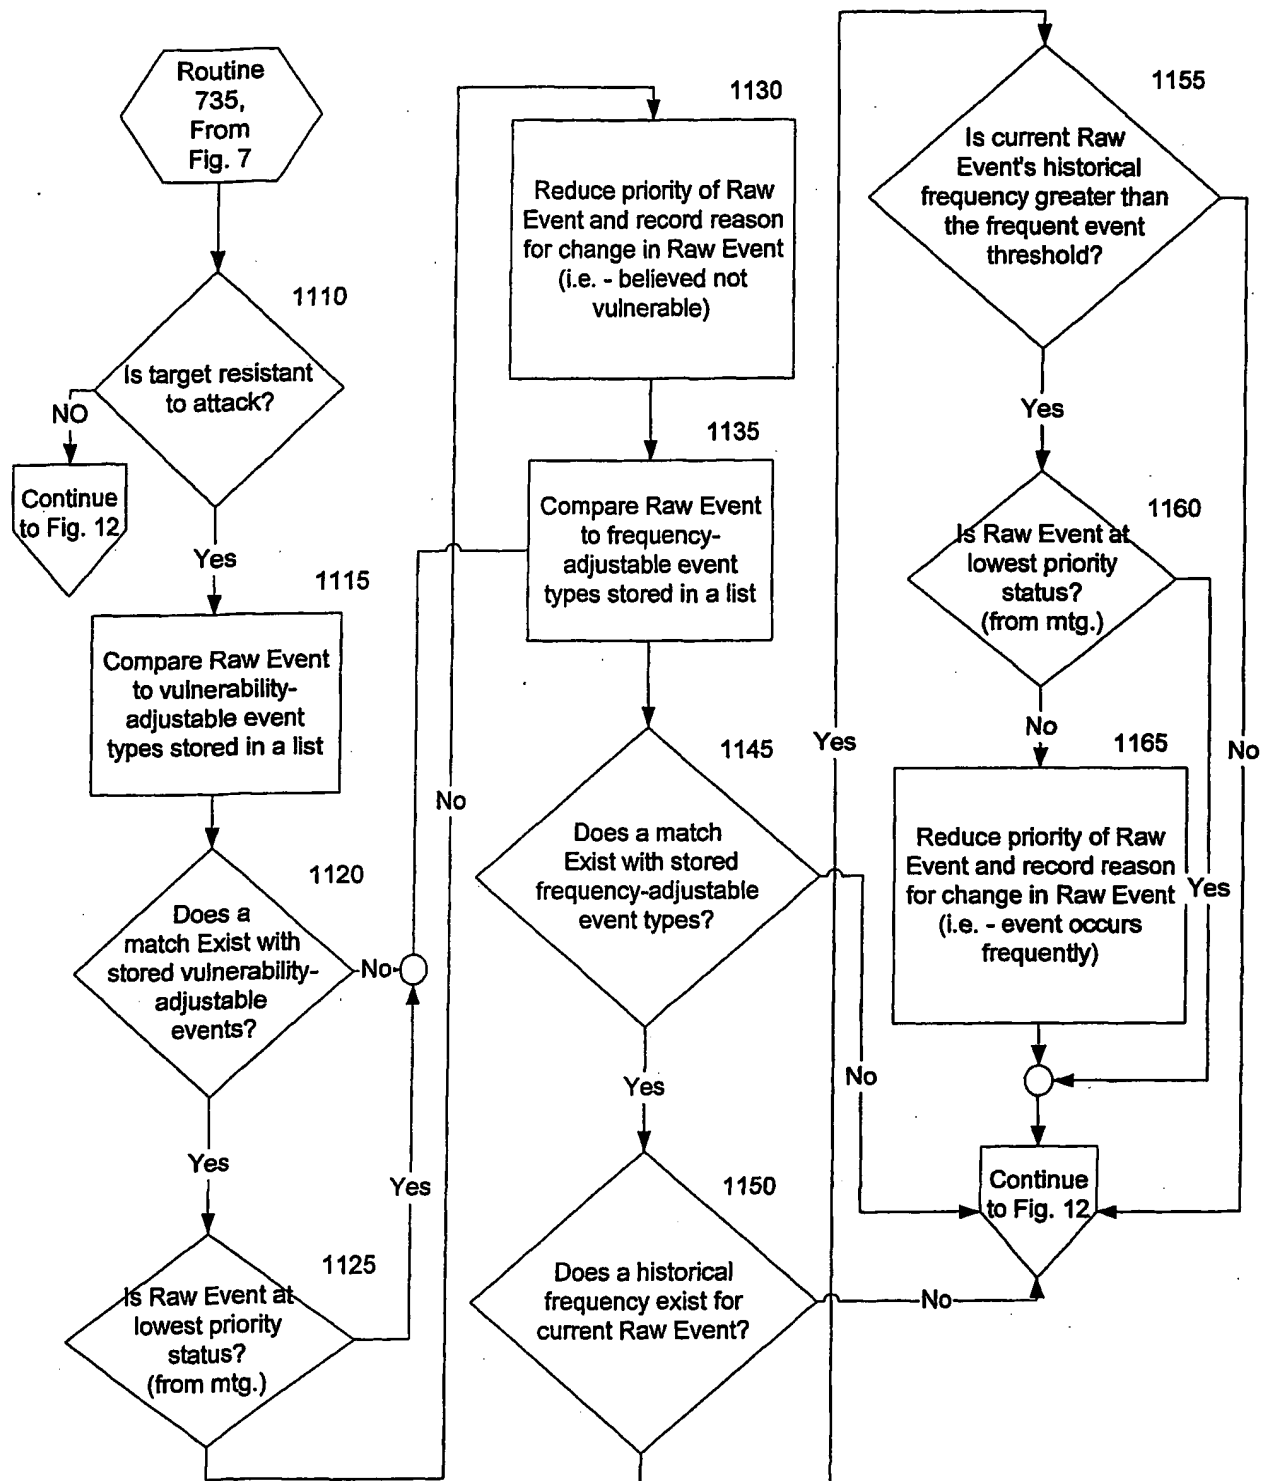 Routine
735,
From
Fig. 7
1110
Is target resistant
to attack?
NO
Continue
to Fig. 12
Yes
1115
Compare Raw Event
to vulnerability-
adjustable event
types stored in a list
1120
Does a
match Exist with
stored vulnerability-
adjustable
events?
No
Yes
Yes
1125
Is Raw Event at
lowest priority
status?
(from mtg.)
No
1130
Reduce priority of Raw
Event and record reason
for change in Raw Event
(i.e. - believed not
vulnerable)
1135
Compare Raw Event
to frequency-
adjustable event
types stored in a list
1145
Does a match
Exist with stored
frequency-adjustable
event types?
No
Yes
1150
Does a historical
frequency exist for
current Raw Event?
No
Yes
1155
Is current Raw
Event's historical
frequency greater than
the frequent event
threshold?
Yes
No
1160
Is Raw Event at
lowest priority
status?
(from mtg.)
No
Yes
1165
Reduce priority of Raw
Event and record reason
for change in Raw Event
(i.e. - event occurs
frequently)
Continue
to Fig. 12